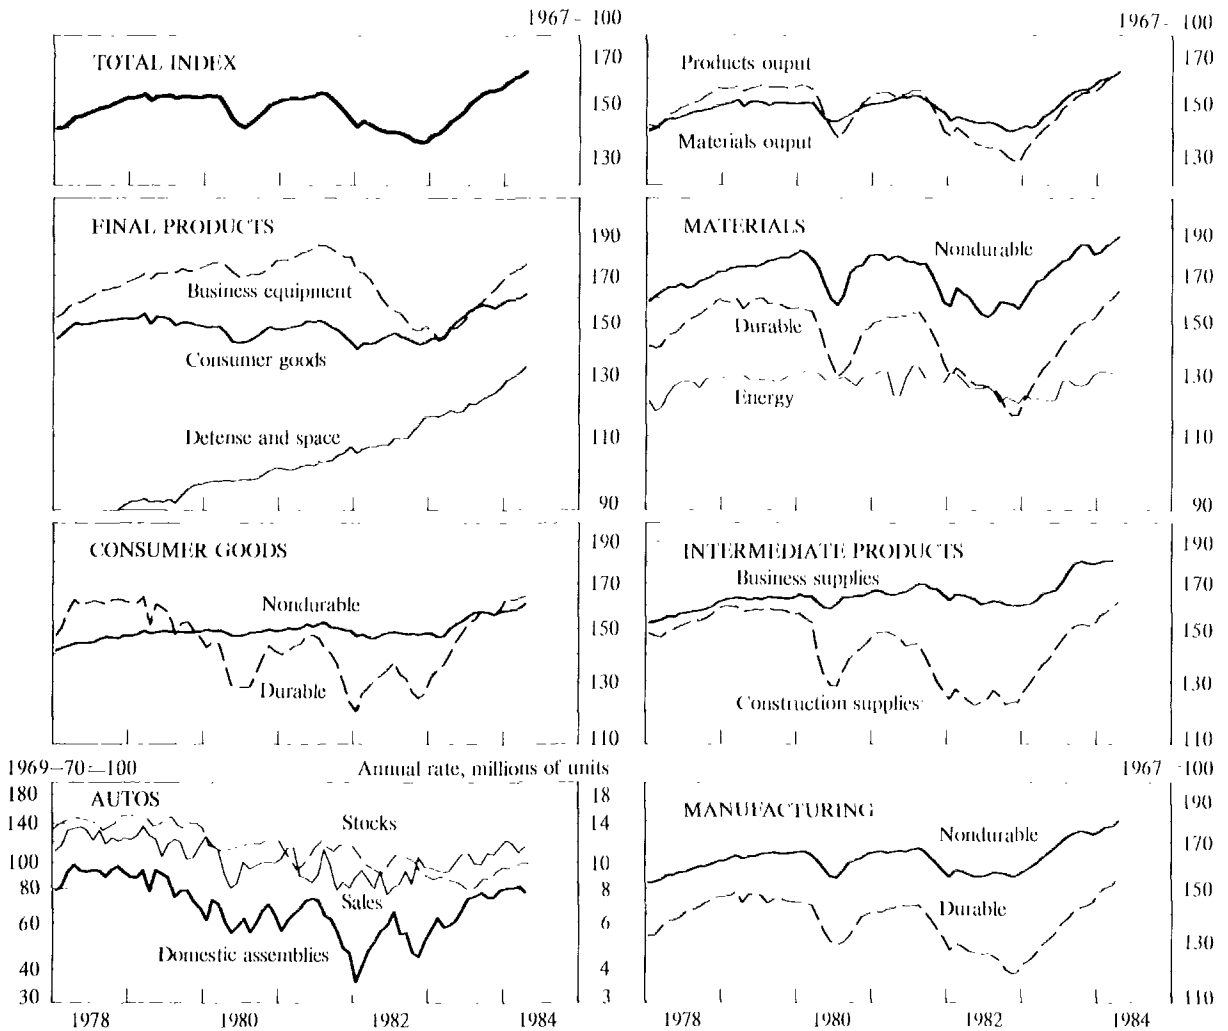 1967 - 100
TOTAL INDEX
170
150
130
1967- 100
Products ouput
Materials ouput
170
150
130
FINAL PRODUCTS
Business equipment
Consumer goods
Defense and space
190
170
150
130
110
90
MATERIALS
Nondurable
Durable
Energy
190
170
150
130
110
90
CONSUMER GOODS
Nondurable
Durable
190
170
150
130
110
INTERMEDIATE PRODUCTS
Business supplies
Construction supplies
190
170
150
130
110
1969–70=100 Annual rate, millions of units
AUTOS
Stocks
Sales
Domestic assemblies
180 18
140 14
100 10
80 8
60 6
40 4
30 3
1978 1980 1982 1984
1967 -100
MANUFACTURING
Nondurable
Durable
190
170
150
130
110
1978 1980 1982 1984